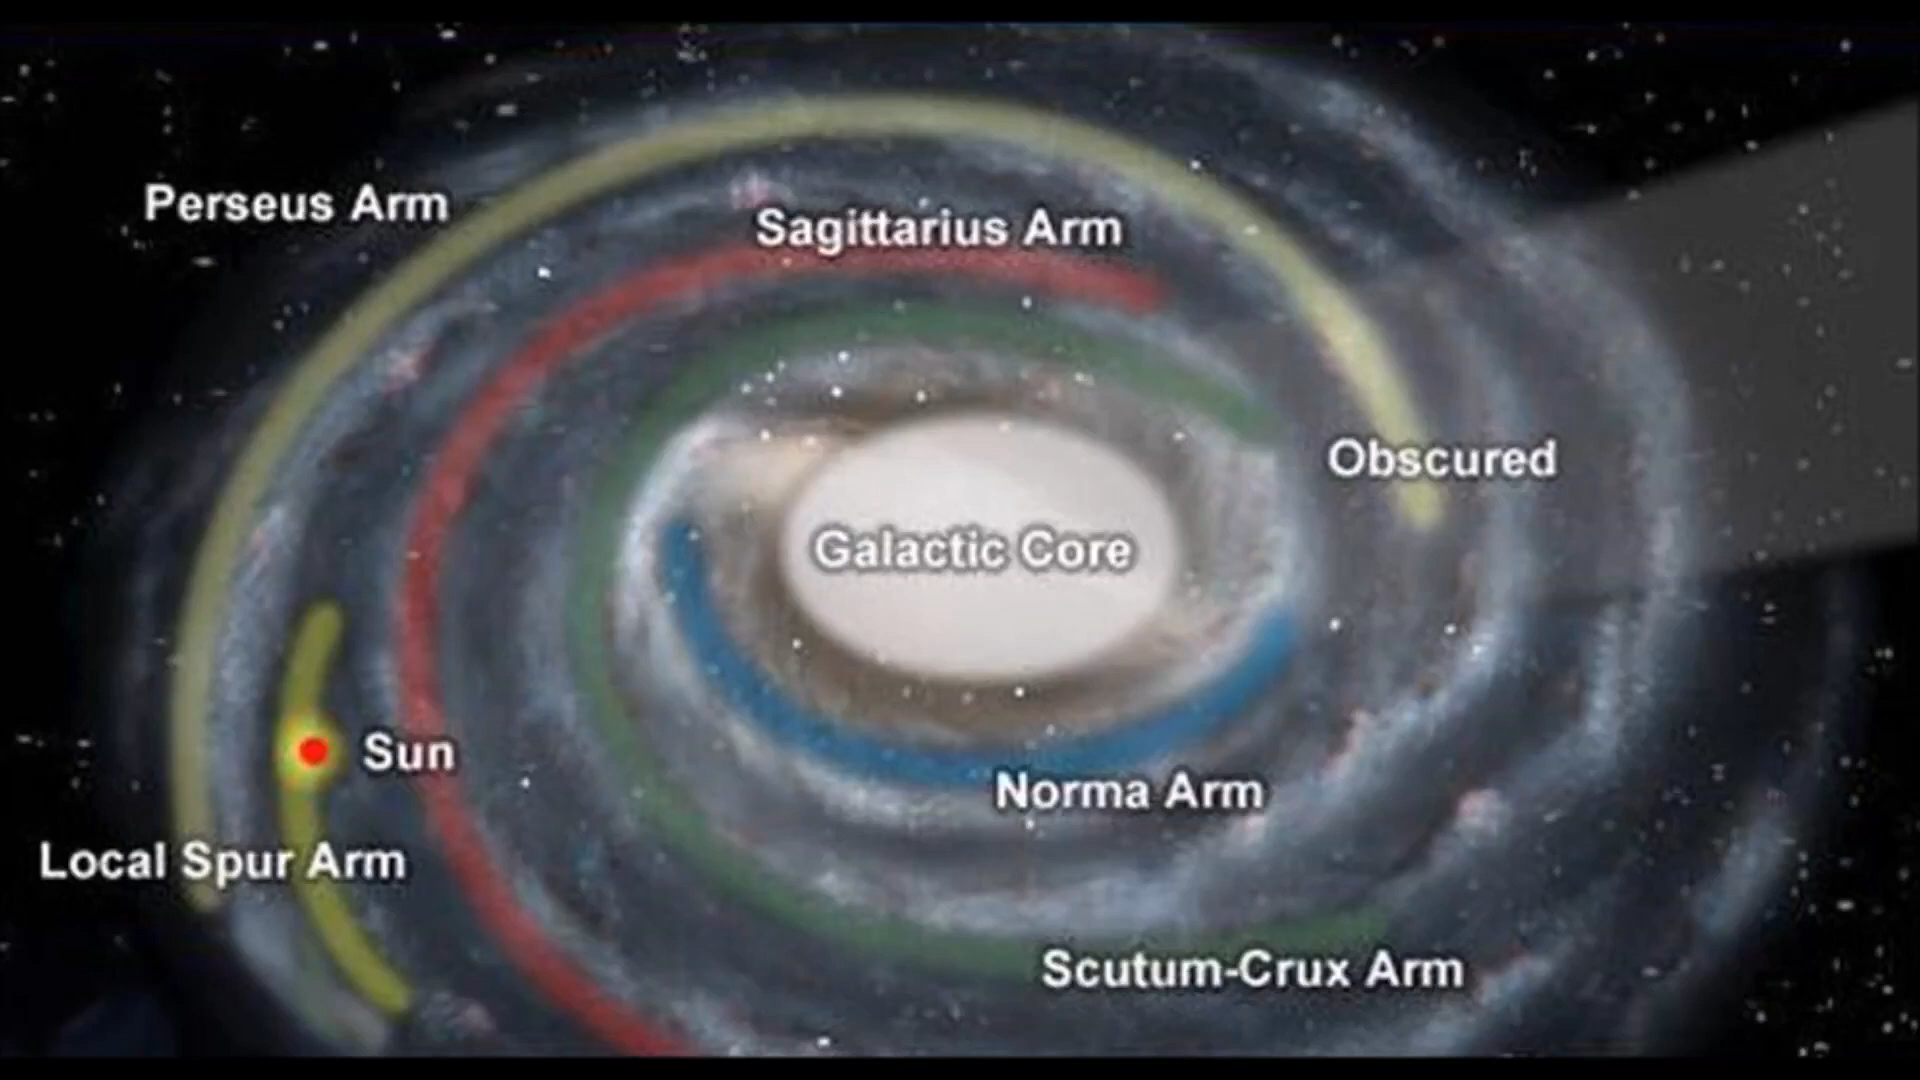 Perseus Arm
Sagittarius Arm
Obscured
Galactic Core
Sun
Norma Arm
Local Spur Arm
Scutum-Crux Arm